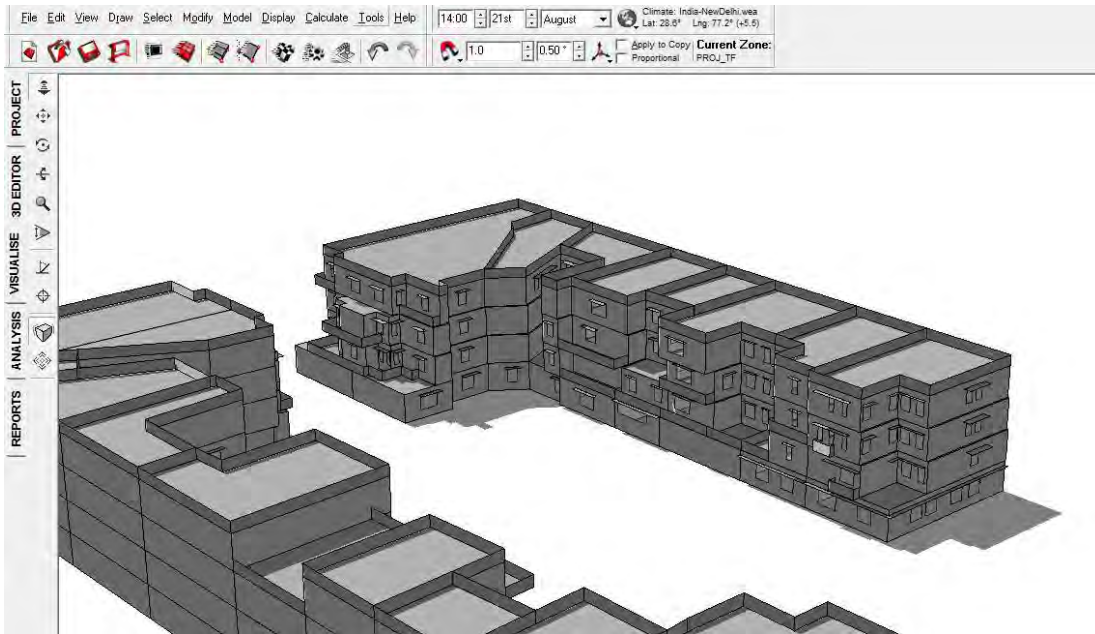 File Edit View Draw Select Modify Model Display Calculate Tools Help
14:00 21st August
Climate: India-NewDelhi.wea
Lat: 28.6° Lng: 77.2° (+5.5)
1.0 0.50 °
Apply to Copy
Proportional
Current Zone:
PROJ_TF
PROJECT
3D EDITOR
VISUALISE
ANALYSIS
REPORTS